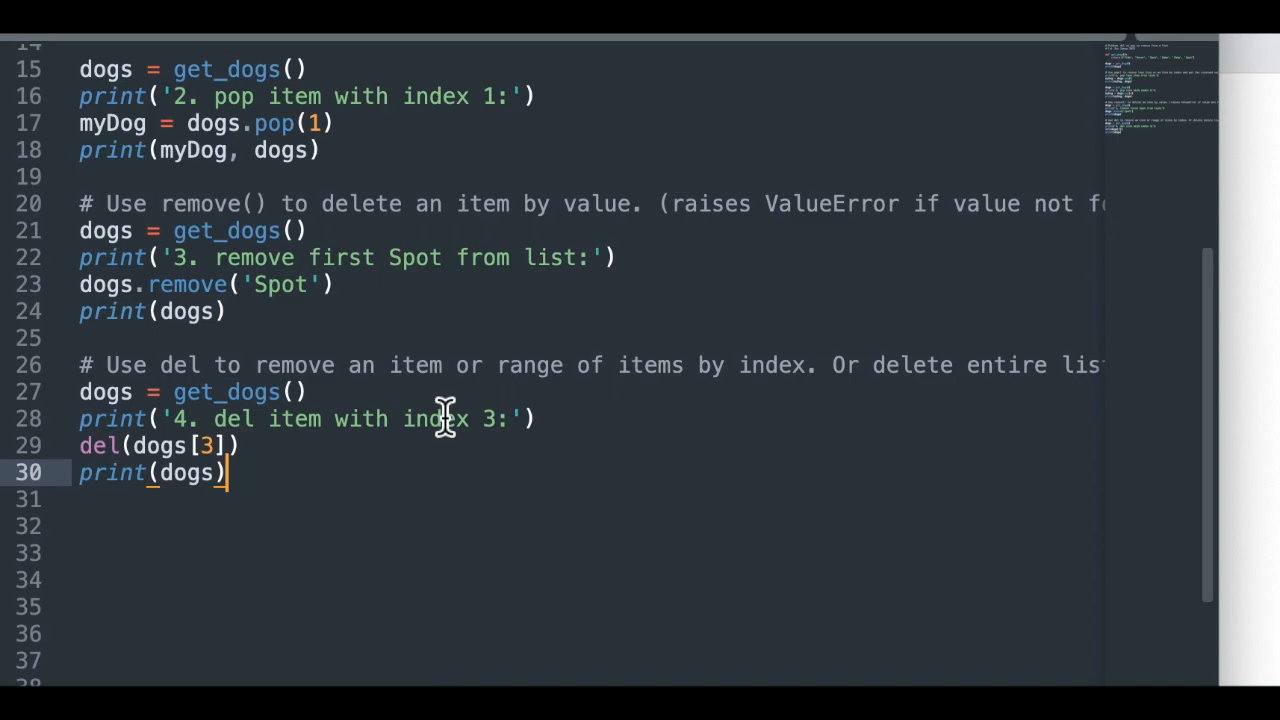 14
15 dogs = get_dogs()
16 print('2. pop item with index 1:')
17 myDog = dogs.pop(1)
18 print(myDog, dogs)
19
20 # Use remove() to delete an item by value. (raises ValueError if value not
21 dogs = get_dogs()
22 print('3. remove first Spot from list:')
23 dogs.remove('Spot')
24 print(dogs)
25
26 # Use del to remove an item or range of items by index. Or delete entire lis
27 dogs = get_dogs()
28 print('4. del item with index 3:')
29 del(dogs[3])
30 print(dogs)
31
32
33
34
35
36
37
38